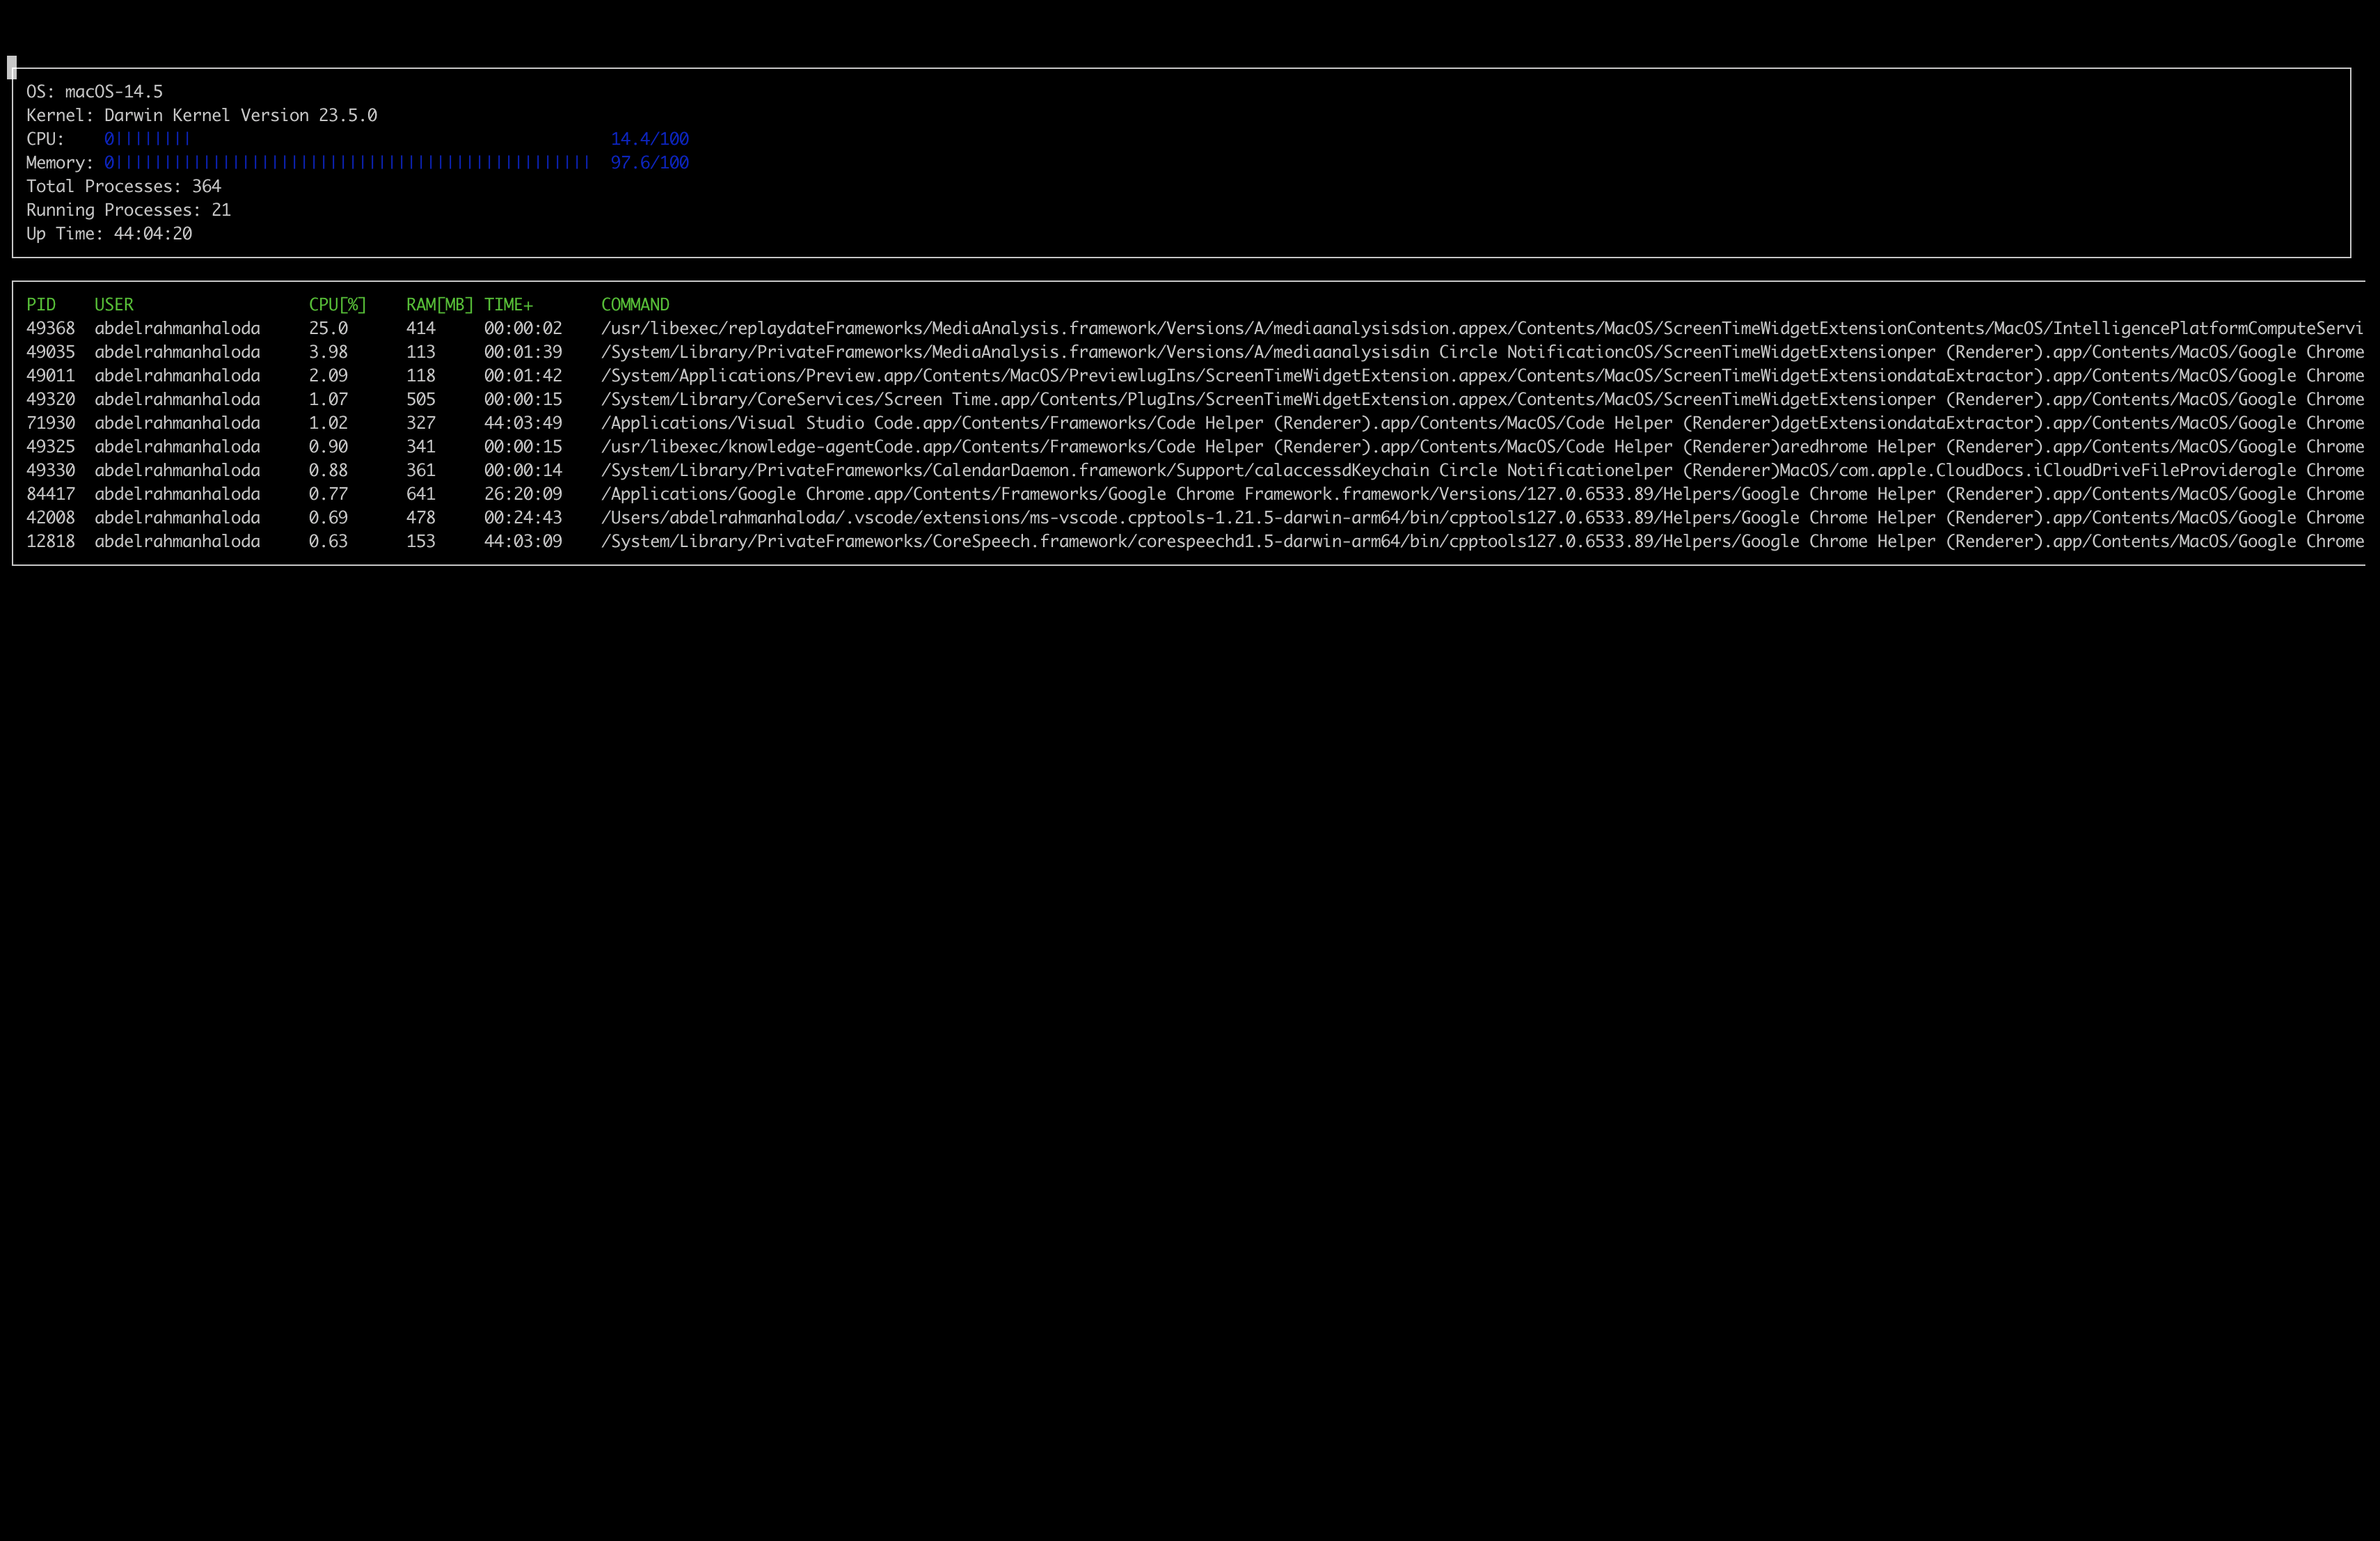 OS: macOS-14.5
Kernel: Darwin Kernel Version 23.5.0
CPU:    0|||||||| 14.4/100
Memory: 0||||||||||||||||||||||||||||||||||||||||||||||||| 97.6/100
Total Processes: 364
Running Processes: 21
Up Time: 44:04:20
PID USER CPU[%] RAM[MB] TIME+ COMMAND
49368 abdelrahmanhaloda 25.0 414 00:00:02 /usr/libexec/replaydateFrameworks/MediaAnalysis.framework/Versions/A/mediaanalysisdsion.appex/Contents/MacOS/ScreenTimeWidgetExtensionContents/MacOS/IntelligencePlatformComputeServi
49035 abdelrahmanhaloda 3.98 113 00:01:39 /System/Library/PrivateFrameworks/MediaAnalysis.framework/Versions/A/mediaanalysisdin Circle NotificationcOS/ScreenTimeWidgetExtensionper (Renderer).app/Contents/MacOS/Google Chrome
49011 abdelrahmanhaloda 2.09 118 00:01:42 /System/Applications/Preview.app/Contents/MacOS/PreviewlugIns/ScreenTimeWidgetExtension.appex/Contents/MacOS/ScreenTimeWidgetExtensiondataExtractor).app/Contents/MacOS/Google Chrome
49320 abdelrahmanhaloda 1.07 505 00:00:15 /System/Library/CoreServices/Screen Time.app/Contents/PlugIns/ScreenTimeWidgetExtension.appex/Contents/MacOS/ScreenTimeWidgetExtensionper (Renderer).app/Contents/MacOS/Google Chrome
71930 abdelrahmanhaloda 1.02 327 44:03:49 /Applications/Visual Studio Code.app/Contents/Frameworks/Code Helper (Renderer).app/Contents/MacOS/Code Helper (Renderer)dgetExtensiondataExtractor).app/Contents/MacOS/Google Chrome
49325 abdelrahmanhaloda 0.90 341 00:00:15 /usr/libexec/knowledge-agentCode.app/Contents/Frameworks/Code Helper (Renderer).app/Contents/MacOS/Code Helper (Renderer)aredhrome Helper (Renderer).app/Contents/MacOS/Google Chrome
49330 abdelrahmanhaloda 0.88 361 00:00:14 /System/Library/PrivateFrameworks/CalendarDaemon.framework/Support/calaccessdKeychain Circle Notificationelper (Renderer)MacOS/com.apple.CloudDocs.iCloudDriveFileProviderogle Chrome
84417 abdelrahmanhaloda 0.77 641 26:20:09 /Applications/Google Chrome.app/Contents/Frameworks/Google Chrome Framework.framework/Versions/127.0.6533.89/Helpers/Google Chrome Helper (Renderer).app/Contents/MacOS/Google Chrome
42008 abdelrahmanhaloda 0.69 478 00:24:43 /Users/abdelrahmanhaloda/.vscode/extensions/ms-vscode.cpptools-1.21.5-darwin-arm64/bin/cpptools127.0.6533.89/Helpers/Google Chrome Helper (Renderer).app/Contents/MacOS/Google Chrome
12818 abdelrahmanhaloda 0.63 153 44:03:09 /System/Library/PrivateFrameworks/CoreSpeech.framework/corespeechd1.5-darwin-arm64/bin/cpptools127.0.6533.89/Helpers/Google Chrome Helper (Renderer).app/Contents/MacOS/Google Chrome